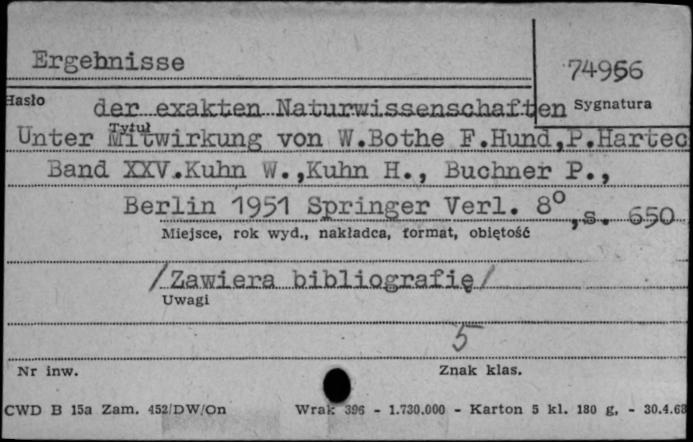 Ergebnisse
74956
Hasło
der exakten Naturwissenschaften
Sygnatura
Tytuł
Unter Mitwirkung von W.Bothe F.Hund,P.Hartec
Band XXV.Kuhn W.,Kuhn H., Buchner P.,
Berlin 1951 Springer Verl. 8º,s. 650
Miejsce, rok wyd., nakładca, format, objętość
/Zawiera bibliografię/
Uwagi
5
Nr inw.
Znak klas.
CWD B 15a Zam. 452/DW/On Wrak 396 - 1.730.000 - Karton 5 kl. 180 g, - 30.4.68